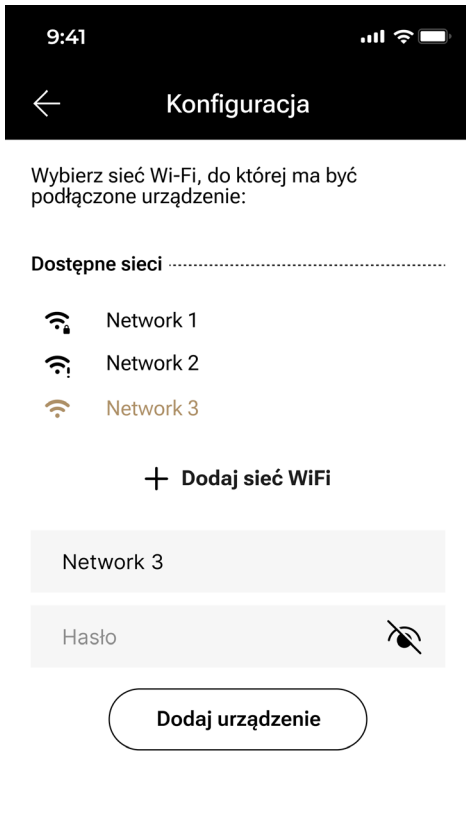 9:41
Konfiguracja
Wybierz sieć Wi-Fi, do której ma być
podłączone urządzenie:
Dostępne sieci
Network 1
Network 2
Network 3
Dodaj sieć WiFi
Network 3
Hasło
Dodaj urządzenie